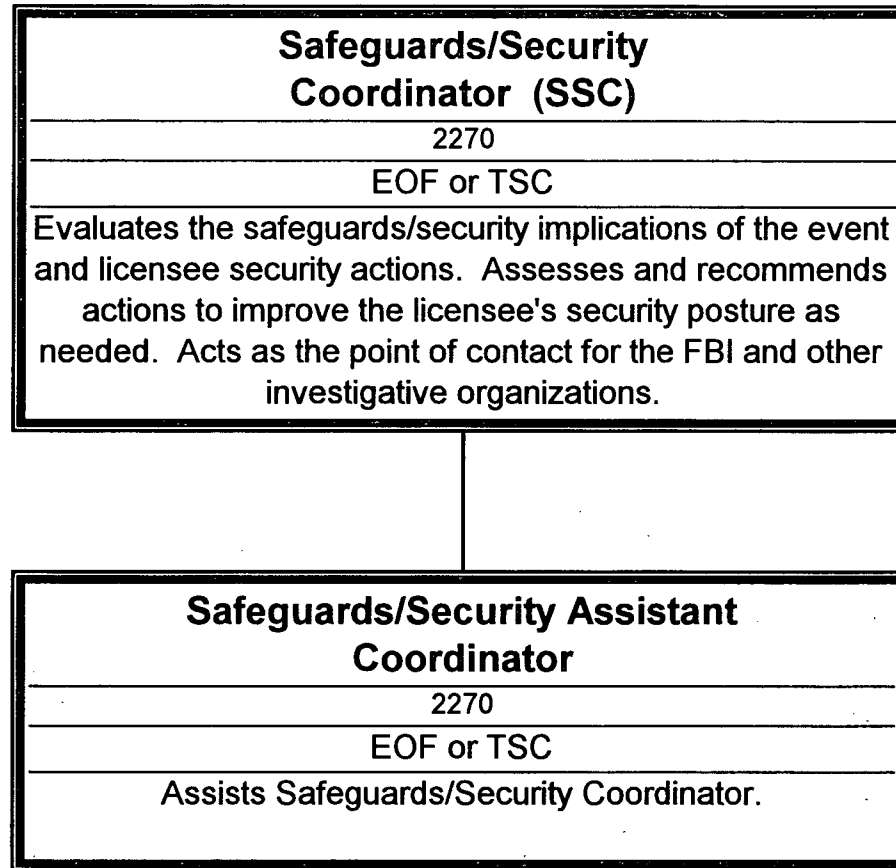 Safeguards/Security
Coordinator (SSC)
2270
EOF or TSC
Evaluates the safeguards/security implications of the event
and licensee security actions. Assesses and recommends
actions to improve the licensee's security posture as
needed. Acts as the point of contact for the FBI and other
investigative organizations.
Safeguards/Security Assistant
Coordinator
2270
EOF or TSC
Assists Safeguards/Security Coordinator.